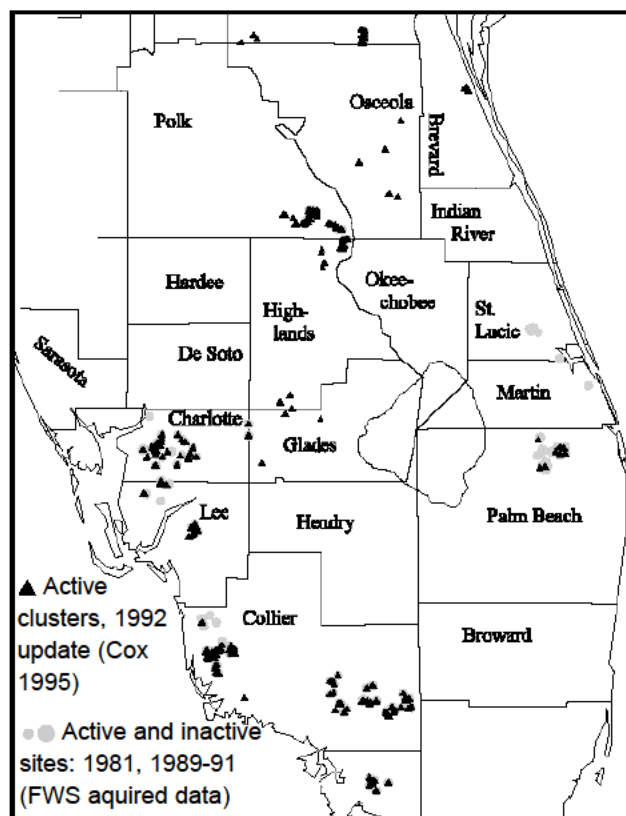 Osceola
Polk
Brevard
Indian
River
Hardee
Okee-
chobee
High-
lands
St.
Lucie
Sarasota
De Soto
Martin
Charlotte
Glades
Lee
Hendry
Palm Beach
Active
clusters, 1992
update (Cox
1995)
Collier
Broward
Active and inactive
sites: 1981, 1989-91
(FWS aquired data)